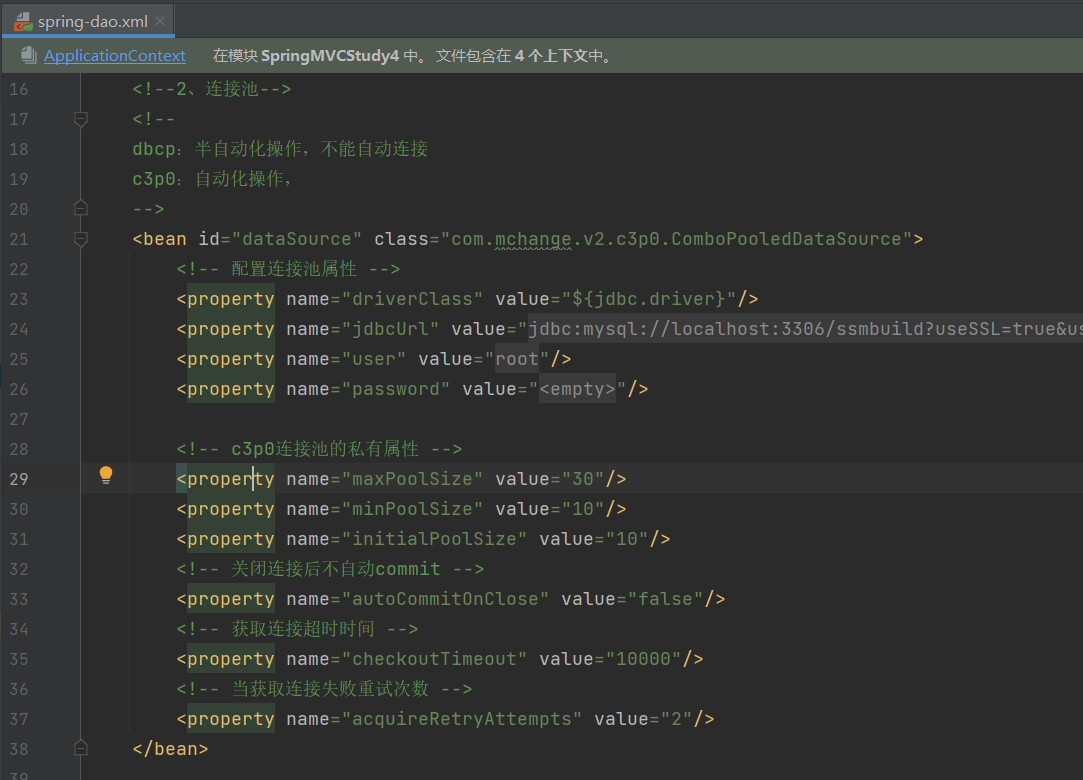 spring-dao.xml
ApplicationContext 在模块 SpringMVCStudy4 中。 文件包含在 4 个上下文中。
16 <!--2、连接池-->
17 <!--
18 dbcp: 半自动化操作, 不能自动连接
19 c3p0: 自动化操作,
20 -->
21 <bean id="dataSource" class="com.mchange.v2.c3p0.ComboPooledDataSource">
22 <!-- 配置连接池属性 -->
23 <property name="driverClass" value="${jdbc.driver}"/>
24 <property name="jdbcUrl" value="jdbc:mysql://localhost:3306/ssmbuild?useSSL=true&us
25 <property name="user" value="root"/>
26 <property name="password" value="<empty>"/>
27
28 <!-- c3p0连接池的私有属性 -->
29 <property name="maxPoolSize" value="30"/>
30 <property name="minPoolSize" value="10"/>
31 <property name="initialPoolSize" value="10"/>
32 <!-- 关闭连接后不自动commit -->
33 <property name="autoCommitOnClose" value="false"/>
34 <!-- 获取连接超时时间 -->
35 <property name="checkoutTimeout" value="10000"/>
36 <!-- 当获取连接失败重试次数 -->
37 <property name="acquireRetryAttempts" value="2"/>
38 </bean>
39